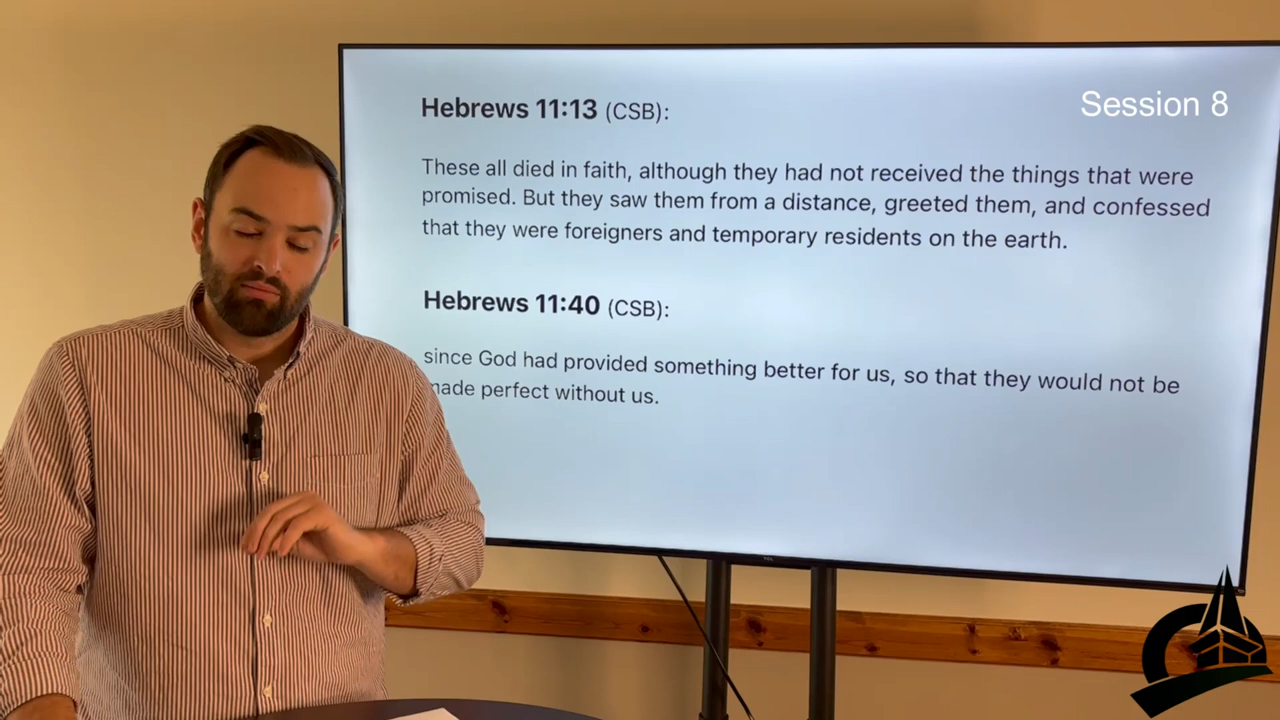 Session 8
Hebrews 11:13 (CSB):
These all died in faith, although they had not received the things that were
promised. But they saw them from a distance, greeted them, and confessed
that they were foreigners and temporary residents on the earth.
Hebrews 11:40 (CSB):
since God had provided something better for us, so that they would not be
made perfect without us.
TCL